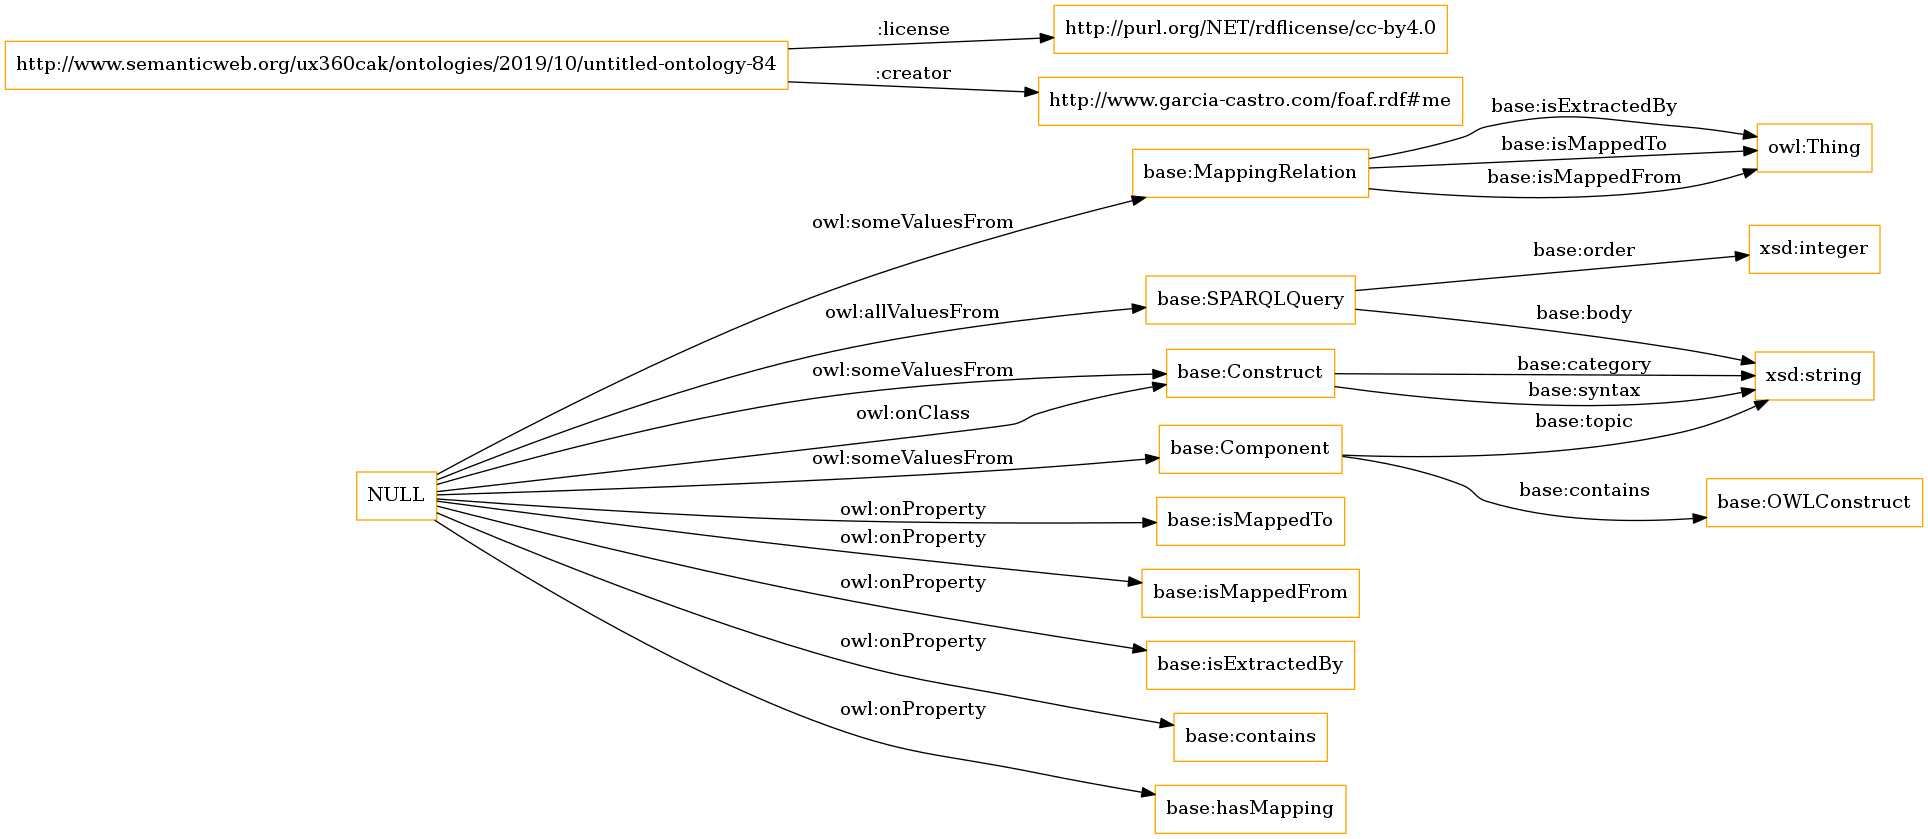 :license
http://purl.org/NET/rdflicense/cc-by4.0
http://www.semanticweb.org/ux360cak/ontologies/2019/10/untitled-ontology-84
:creator
http://www.garcia-castro.com/foaf.rdf#me
base:isExtractedBy
base:isMappedTo
owl:Thing
base:MappingRelation
base:isMappedFrom
owl:someValuesFrom
base:order
xsd:integer
base:SPARQLQuery
owl:allValuesFrom
base:body
owl:someValuesFrom
base:Construct
base:category
xsd:string
base:syntax
owl:onClass
base:topic
owl:someValuesFrom
base:Component
base:contains
base:OWLConstruct
NULL
owl:onProperty
base:isMappedTo
owl:onProperty
base:isMappedFrom
owl:onProperty
base:isExtractedBy
owl:onProperty
base:contains
owl:onProperty
base:hasMapping